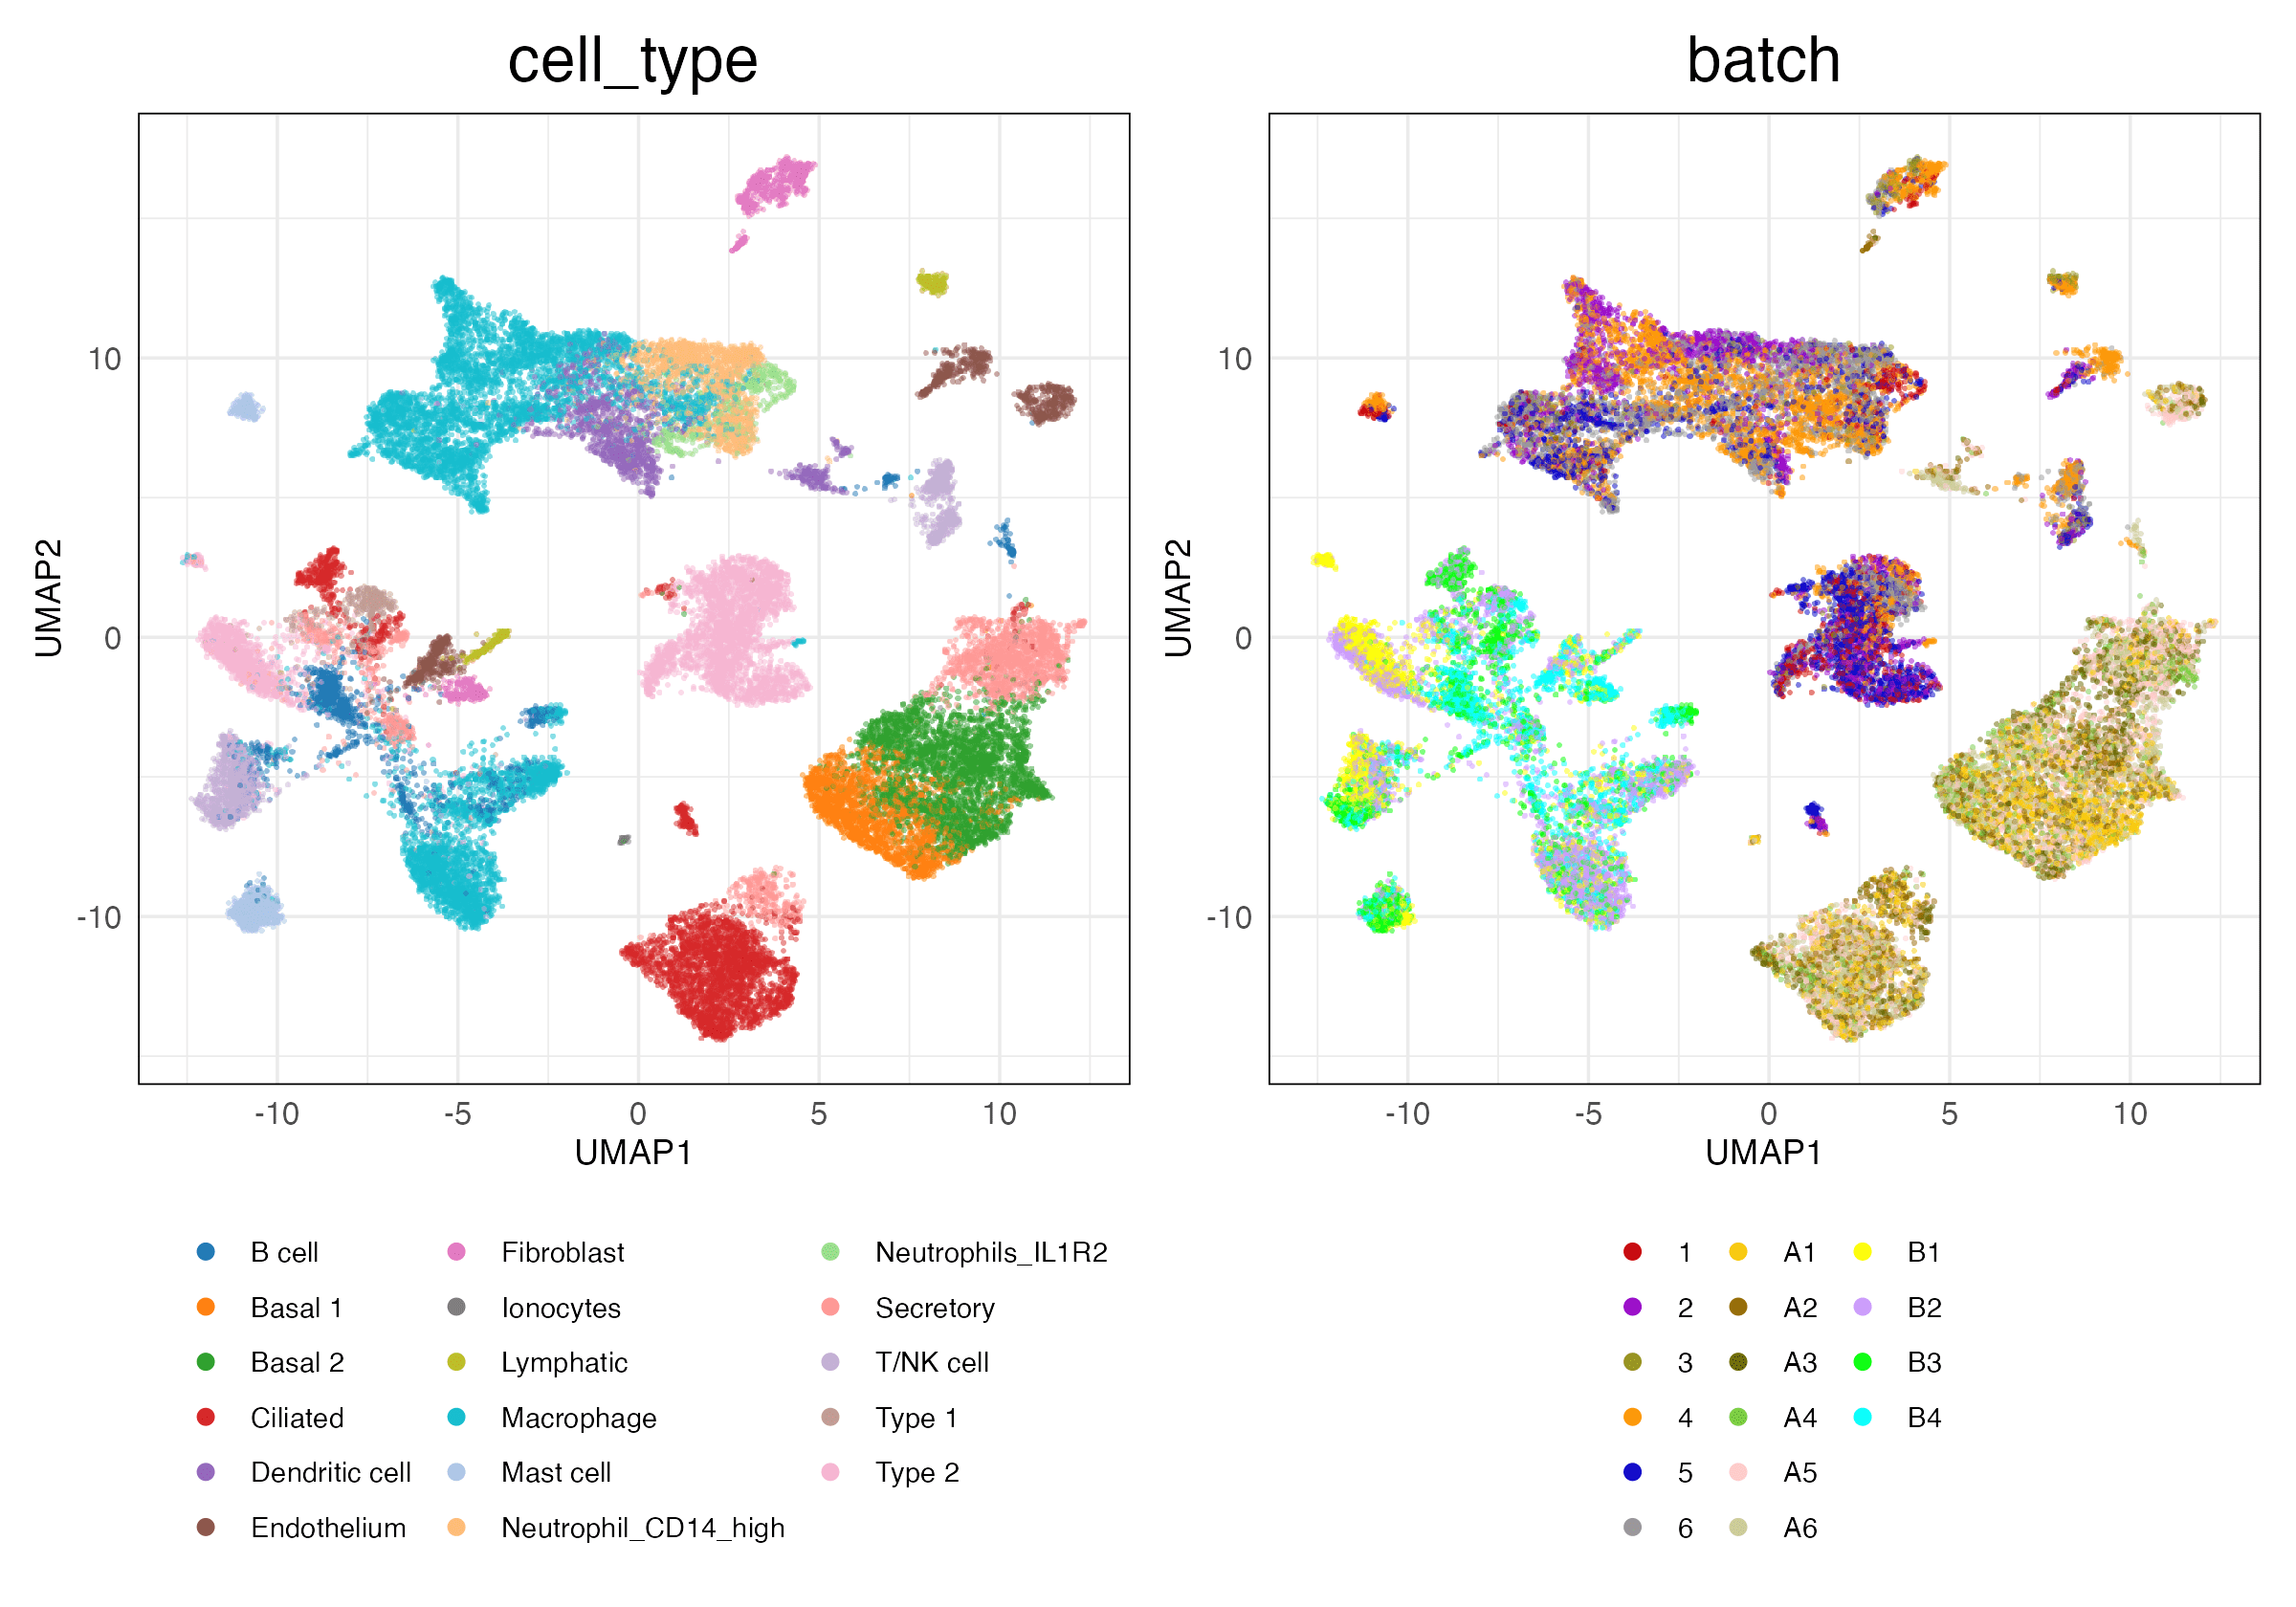 cell_type
batch
UMAP2
10
0
-10
-10
-5
0
5
10
UMAP1
UMAP2
10
0
-10
-10
-5
0
5
10
UMAP1
B cell
Basal 1
Basal 2
Ciliated
Dendritic cell
Endothelium
Fibroblast
Ionocytes
Lymphatic
Macrophage
Mast cell
Neutrophil_CD14_high
Neutrophils_IL1R2
Secretory
T/NK cell
Type 1
Type 2
1
2
3
4
5
6
A1
A2
A3
A4
A5
A6
B1
B2
B3
B4